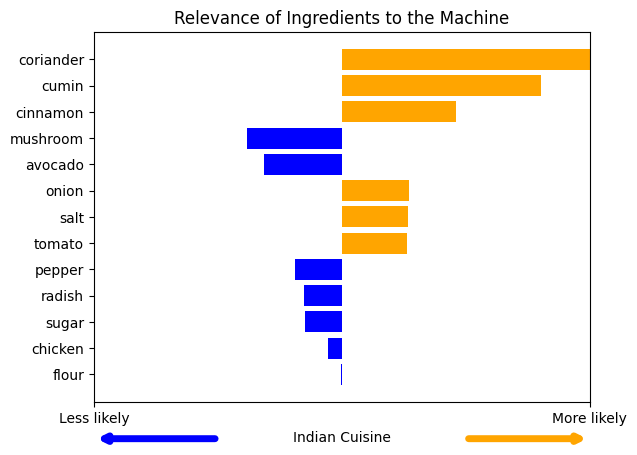 Relevance of Ingredients to the Machine
coriander
cumin
cinnamon
mushroom
avocado
onion
salt
tomato
pepper
radish
sugar
chicken
flour
Less likely
More likely
Indian Cuisine